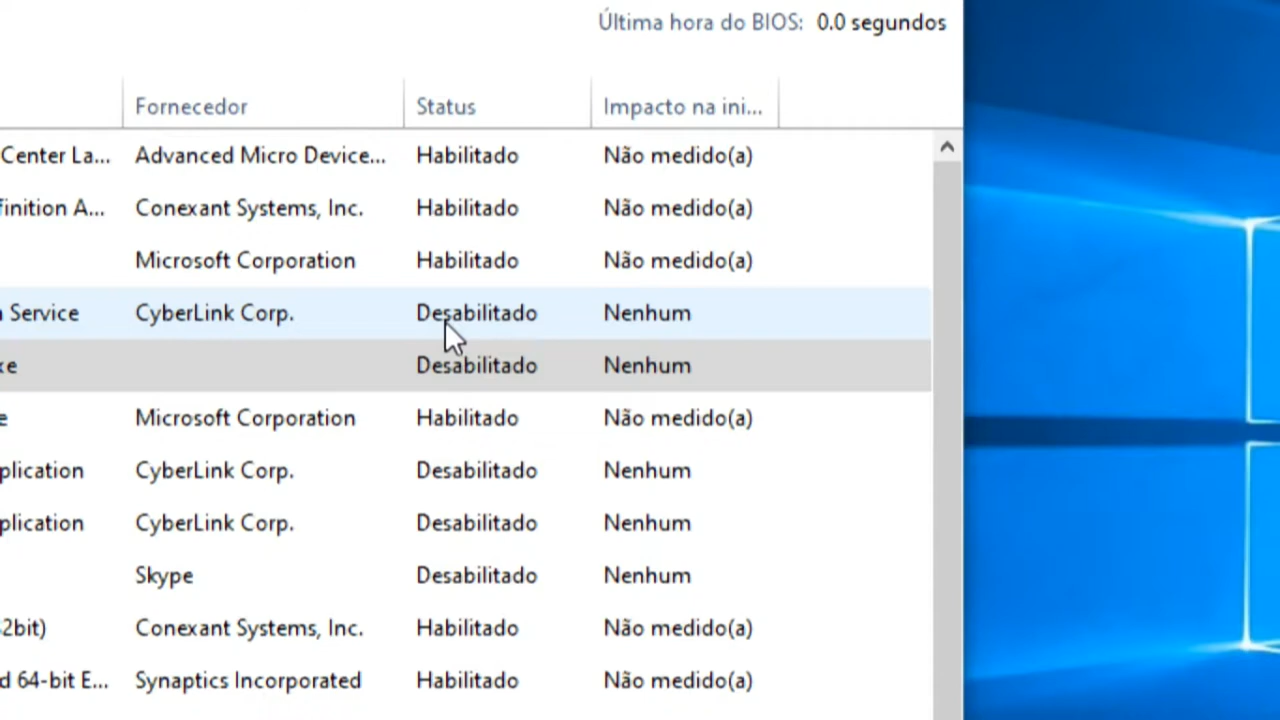 Última hora do BIOS: 0.0 segundos
Fornecedor Status Impacto na ini...
Center La... Advanced Micro Device... Habilitado Não medido(a)
finition A... Conexant Systems, Inc. Habilitado Não medido(a)
Microsoft Corporation Habilitado Não medido(a)
Service CyberLink Corp. Desabilitado Nenhum
xe Desabilitado Nenhum
e Microsoft Corporation Habilitado Não medido(a)
plication CyberLink Corp. Desabilitado Nenhum
plication CyberLink Corp. Desabilitado Nenhum
Skype Desabilitado Nenhum
2bit) Conexant Systems, Inc. Habilitado Não medido(a)
d 64-bit E... Synaptics Incorporated Habilitado Não medido(a)